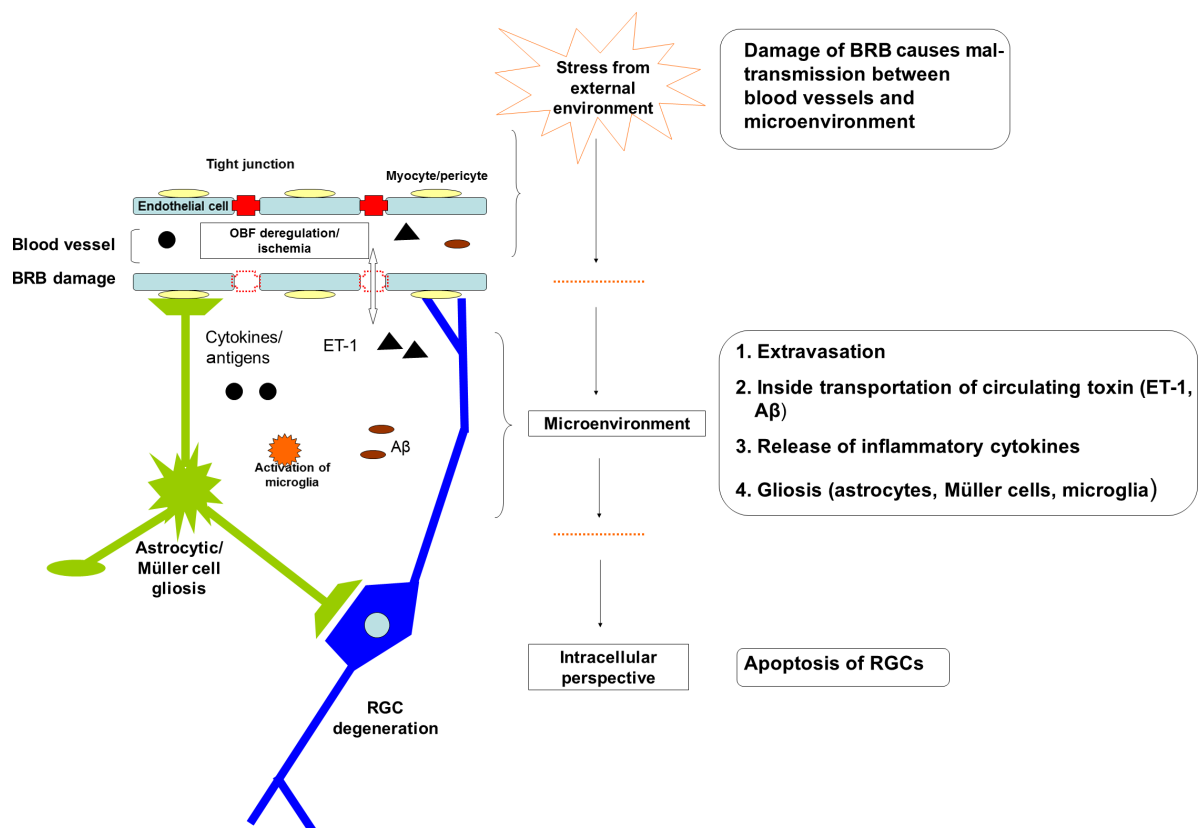 Stress from
external
environment
Damage of BRB causes mal-
transmission between
blood vessels and
microenvironment
Tight junction
Myocyte/pericyte
Endothelial cell
Blood vessel
OBF deregulation/
ischemia
BRB damage
Cytokines/
antigens
ET-1
Aβ
Activation of
microglia
Microenvironment
1. Extravasation
2. Inside transportation of circulating toxin (ET-1,
Aβ)
3. Release of inflammatory cytokines
4. Gliosis (astrocytes, Müller cells, microglia)
Astrocytic/
Müller cell
gliosis
Intracellular
perspective
Apoptosis of RGCs
RGC
degeneration